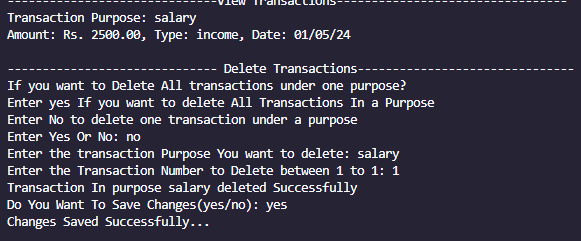 ------------------------------View Transactions---------------------------------
Transaction Purpose: salary
Amount: Rs. 2500.00, Type: income, Date: 01/05/24
------------------------------ Delete Transactions-------------------------------
If you want to Delete All transactions under one purpose?
Enter yes If you want to delete All Transactions In a Purpose
Enter No to delete one transaction under a purpose
Enter Yes Or No: no
Enter the transaction Purpose You want to delete: salary
Enter the Transaction Number to Delete between 1 to 1: 1
Transaction In purpose salary deleted Successfully
Do You Want To Save Changes(yes/no): yes
Changes Saved Successfully...